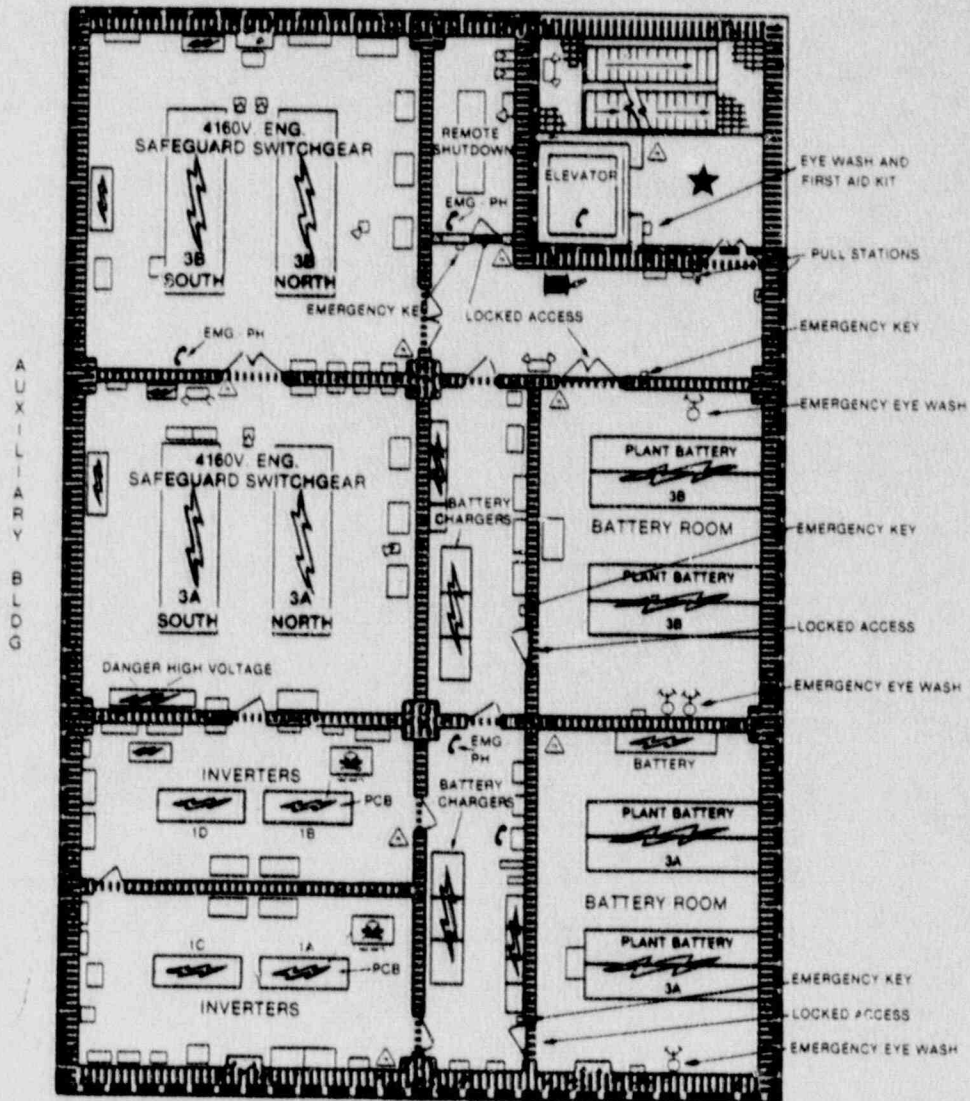 4160V. ENG.
SAFEGUARD SWITCHGEAR
3B
SOUTH
3B
NORTH
REMOTE
SHUTDOWN
EMG - PH
ELEVATOR
EYE WASH AND
FIRST AID KIT
PULL STATIONS
EMERGENCY KEY
LOCKED ACCESS
EMERGENCY KEY
EMG - PH
EMERGENCY EYE WASH
AUXILIARY BLDG
4160V. ENG.
SAFEGUARD SWITCHGEAR
3A
SOUTH
3A
NORTH
BATTERY
CHARGERS
PLANT BATTERY
3B
BATTERY ROOM
PLANT BATTERY
3B
EMERGENCY KEY
LOCKED ACCESS
EMERGENCY EYE WASH
DANGER HIGH VOLTAGE
EMG
PH
BATTERY
INVERTERS
PCB
1D
1B
BATTERY
CHARGERS
PLANT BATTERY
3A
BATTERY ROOM
PLANT BATTERY
3A
1C
1A
PCB
INVERTERS
EMERGENCY KEY
LOCKED ACCESS
EMERGENCY EYE WASH